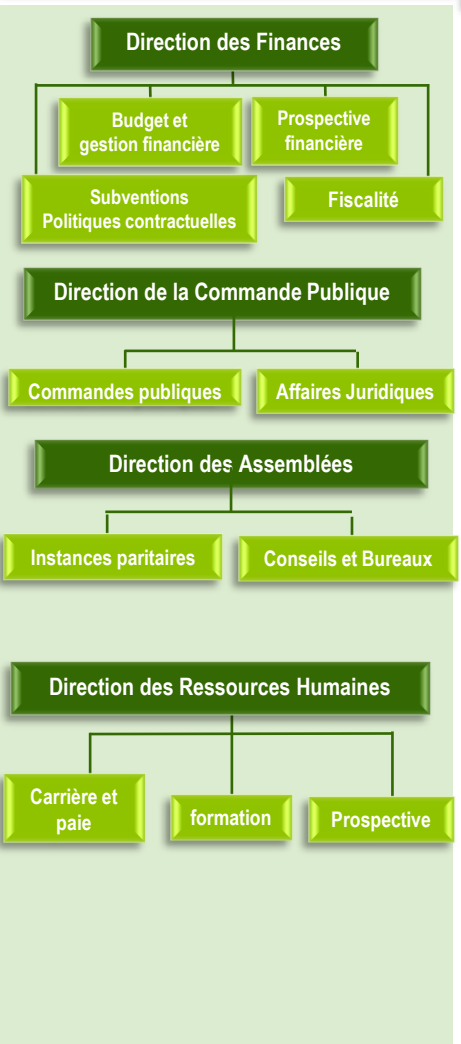 Direction des Finances
Budget et
gestion financière
Prospective
financière
Subventions
Politiques contractuelles
Fiscalité
Direction de la Commande Publique
Commandes publiques
Affaires Juridiques
Direction des Assemblées
Instances paritaires
Conseils et Bureaux
Direction des Ressources Humaines
Carrière et
paie
formation
Prospective